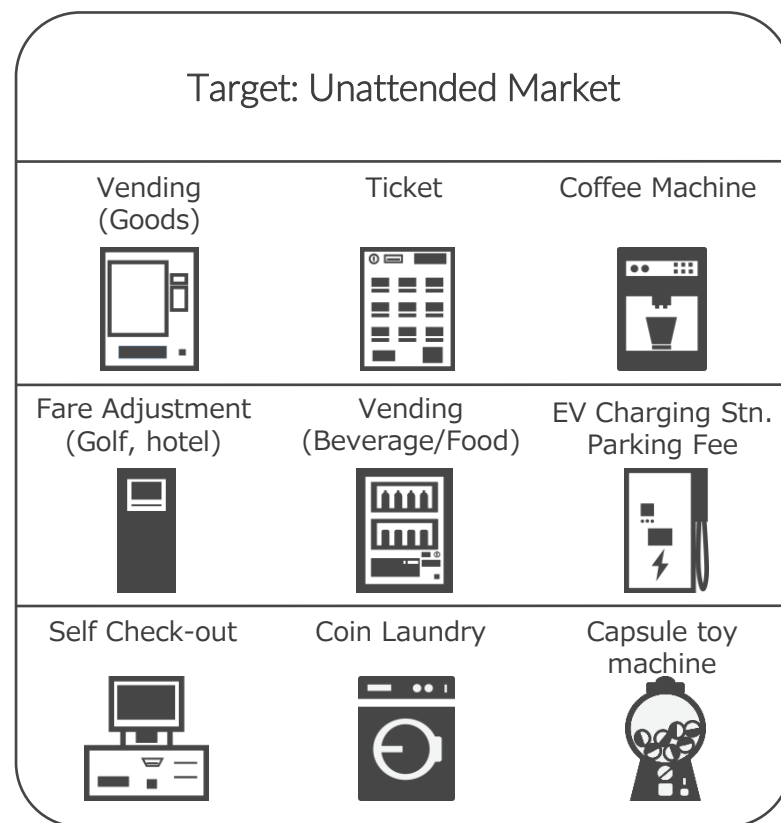 Target: Unattended Market
Vending
(Goods)
Ticket
Coffee Machine
Fare Adjustment
(Golf, hotel)
Vending
(Beverage/Food)
EV Charging Stn.
Parking Fee
Self Check-out
Coin Laundry
Capsule toy
machine